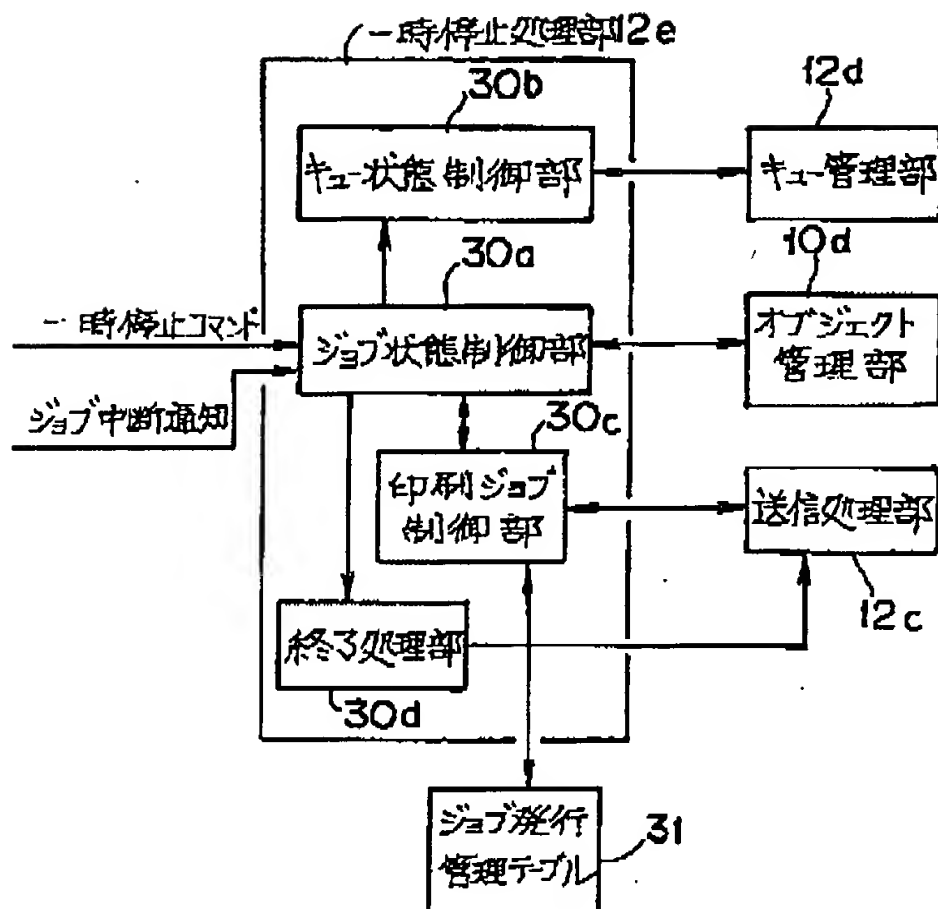 一時停止処理部12e
30b
12d
キュー状態制御部
キュー管理部
30a
10d
一時停止コマンド
ジョブ状態制御部
オブジェクト
管理部
ジョブ中断通知
30c
印刷ジョブ
制御部
送信処理部
12c
終了処理部
30d
ジョブ発行
管理テーブル
31